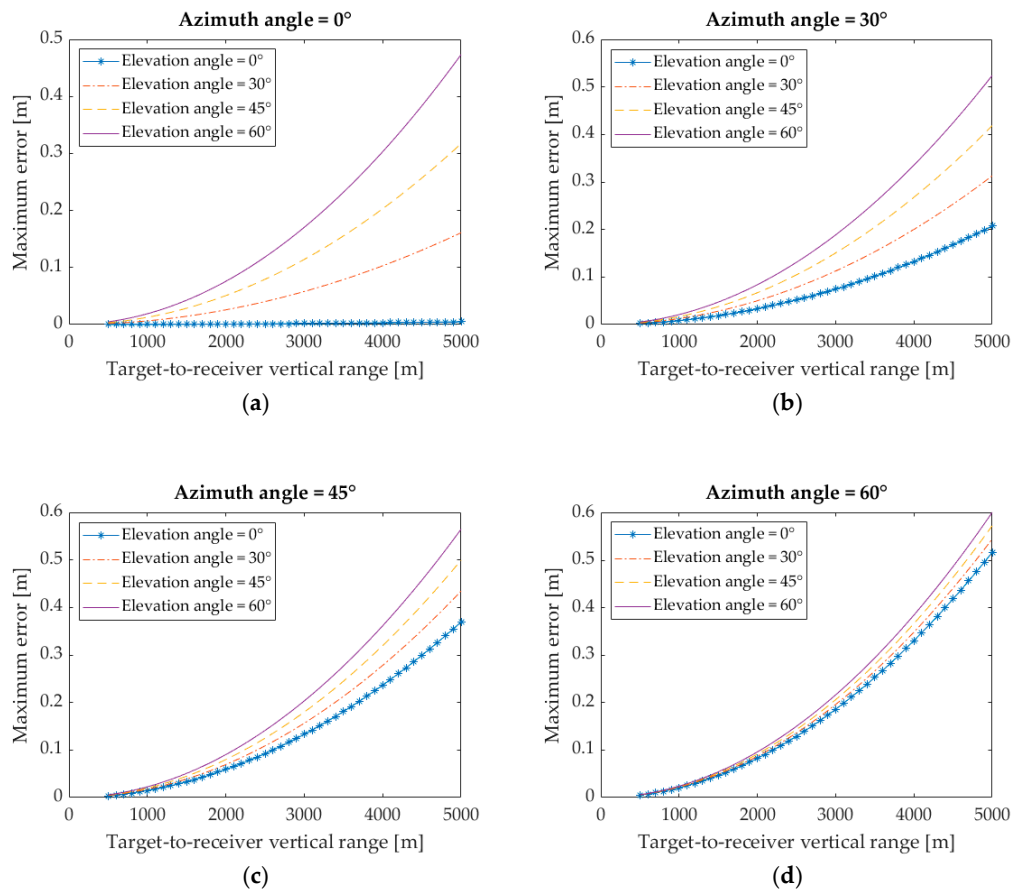 Azimuth angle = 0°
0.5
0.4
0.3
0.2
0.1
0
Maximum error [m]
Elevation angle = 0°
Elevation angle = 30°
Elevation angle = 45°
Elevation angle = 60°
0 1000 2000 3000 4000 5000
Target-to-receiver vertical range [m]
(a)
Azimuth angle = 30°
0.6
0.5
0.4
0.3
0.2
0.1
0
Maximum error [m]
Elevation angle = 0°
Elevation angle = 30°
Elevation angle = 45°
Elevation angle = 60°
0 1000 2000 3000 4000 5000
Target-to-receiver vertical range [m]
(b)
Azimuth angle = 45°
0.6
0.5
0.4
0.3
0.2
0.1
0
Maximum error [m]
Elevation angle = 0°
Elevation angle = 30°
Elevation angle = 45°
Elevation angle = 60°
0 1000 2000 3000 4000 5000
Target-to-receiver vertical range [m]
(c)
Azimuth angle = 60°
0.6
0.5
0.4
0.3
0.2
0.1
0
Maximum error [m]
Elevation angle = 0°
Elevation angle = 30°
Elevation angle = 45°
Elevation angle = 60°
0 1000 2000 3000 4000 5000
Target-to-receiver vertical range [m]
(d)